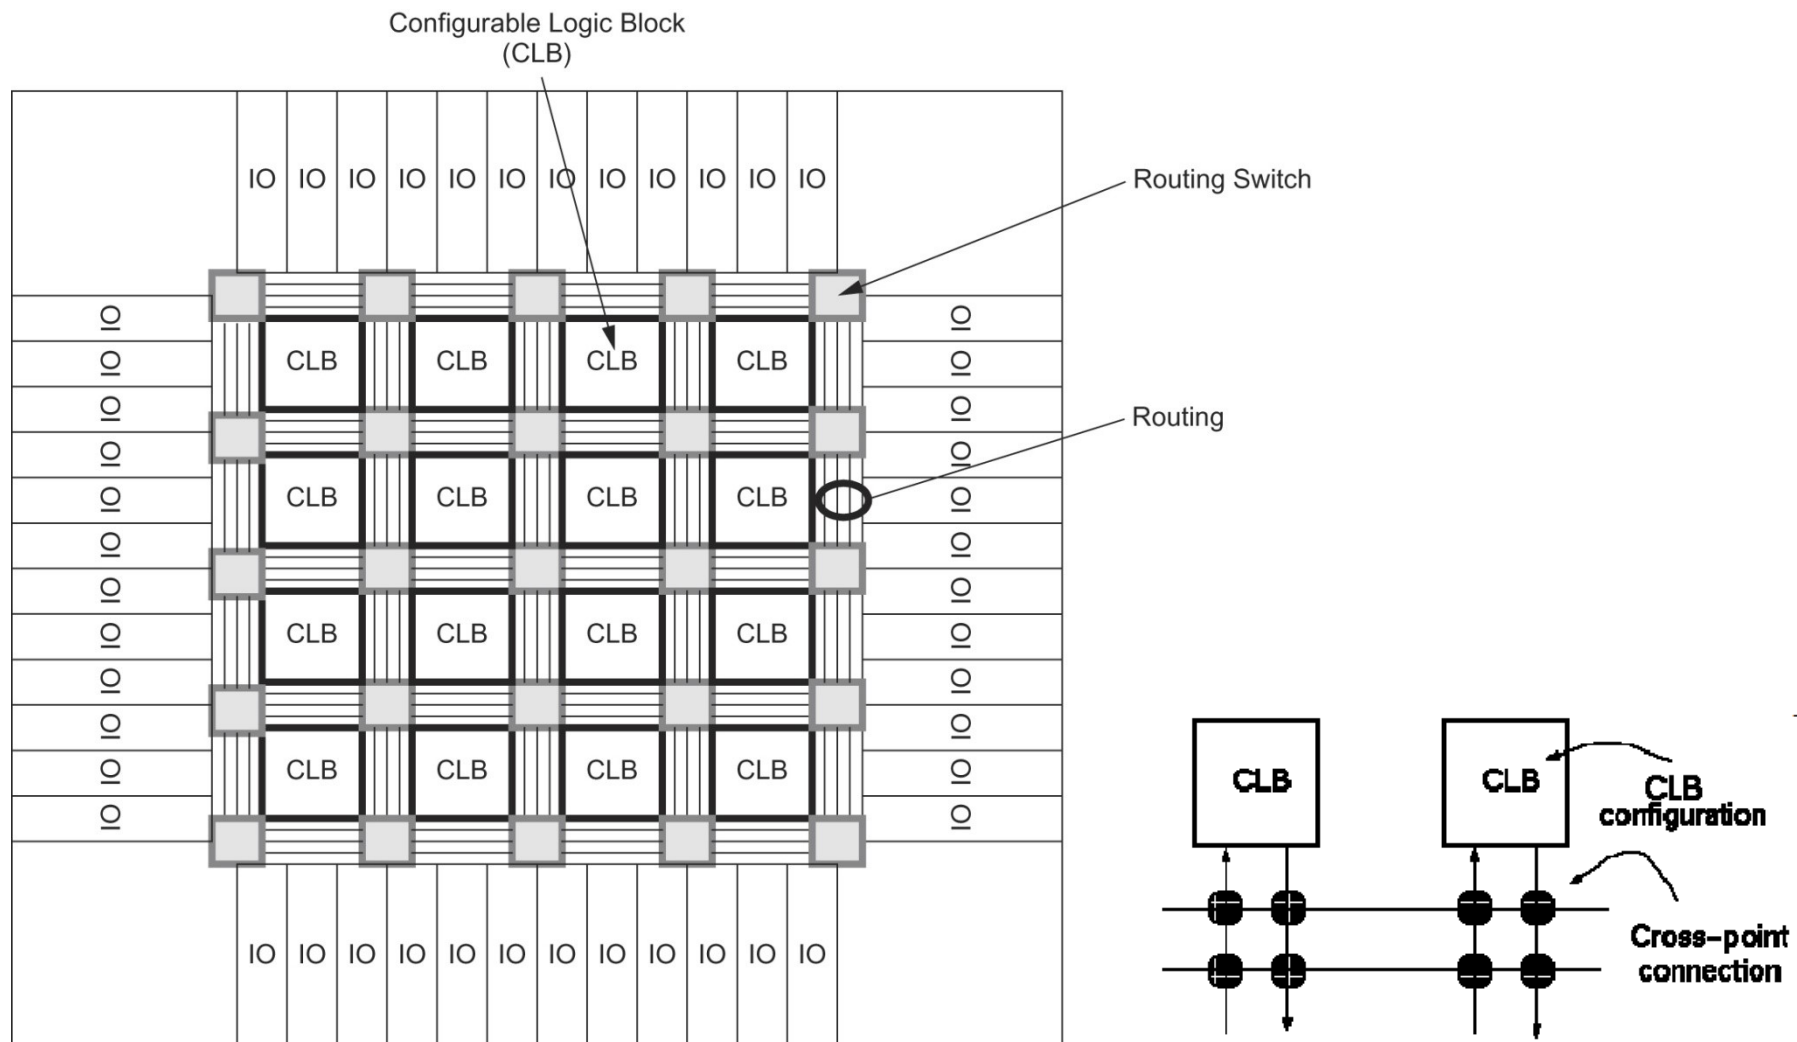 Configurable Logic Block
(CLB)
IO IO IO IO IO IO IO IO IO IO IO IO
Routing Switch
IO IO
CLB CLB CLB CLB
IO IO
IO IO
Routing
IO IO
IO IO
CLB CLB CLB CLB
IO IO
IO IO
IO IO
CLB CLB CLB CLB
IO IO
IO IO
IO IO
CLB CLB CLB CLB
IO IO
IO IO
IO IO IO IO IO IO IO IO IO IO IO IO
CLB
CLB
CLB
configuration
Cross-point
connection